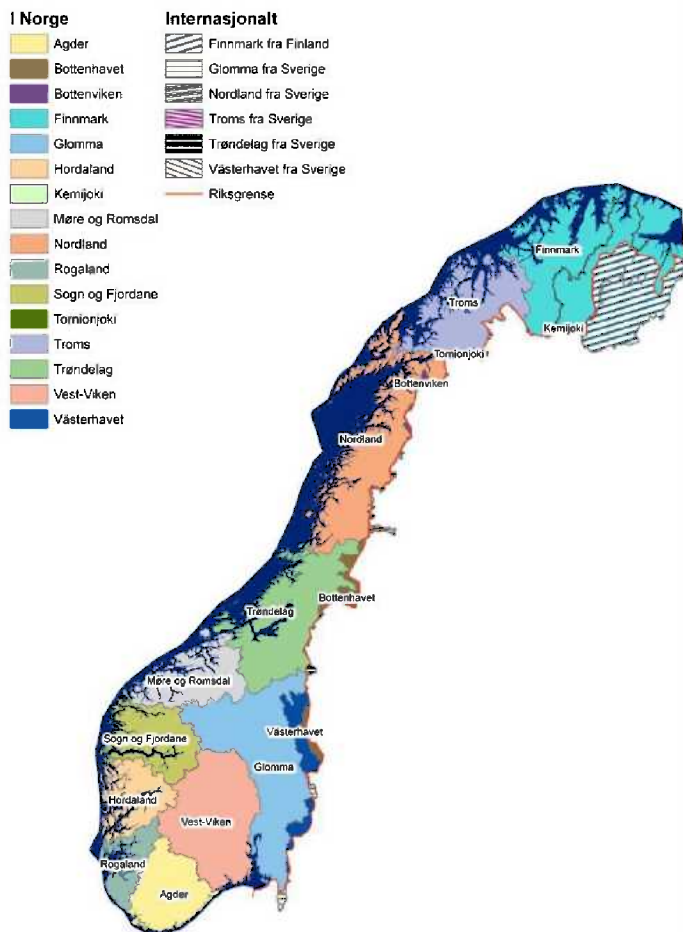 I Norge
Agder
Bottenhavet
Bottenviken
Finnmark
Glomma
Hordaland
Kemijoki
Møre og Romsdal
Nordland
Rogaland
Sogn og Fjordane
Tornionjoki
Troms
Trøndelag
Vest-Viken
Västerhavet
Internasjonalt
Finnmark fra Finland
Glomma fra Sverige
Nordland fra Sverige
Troms fra Sverige
Trøndelag fra Sverige
Västerhavet fra Sverige
Riksgrense
Finnmark
Troms
Kemijoki
Tornionjoki
Bottenviken
Nordland
Bottenhavet
Trøndelag
Møre og Romsdal
Västerhavet
Sogn og Fjordane
Glomma
Hordaland
Vest-Viken
Rogaland
Agder